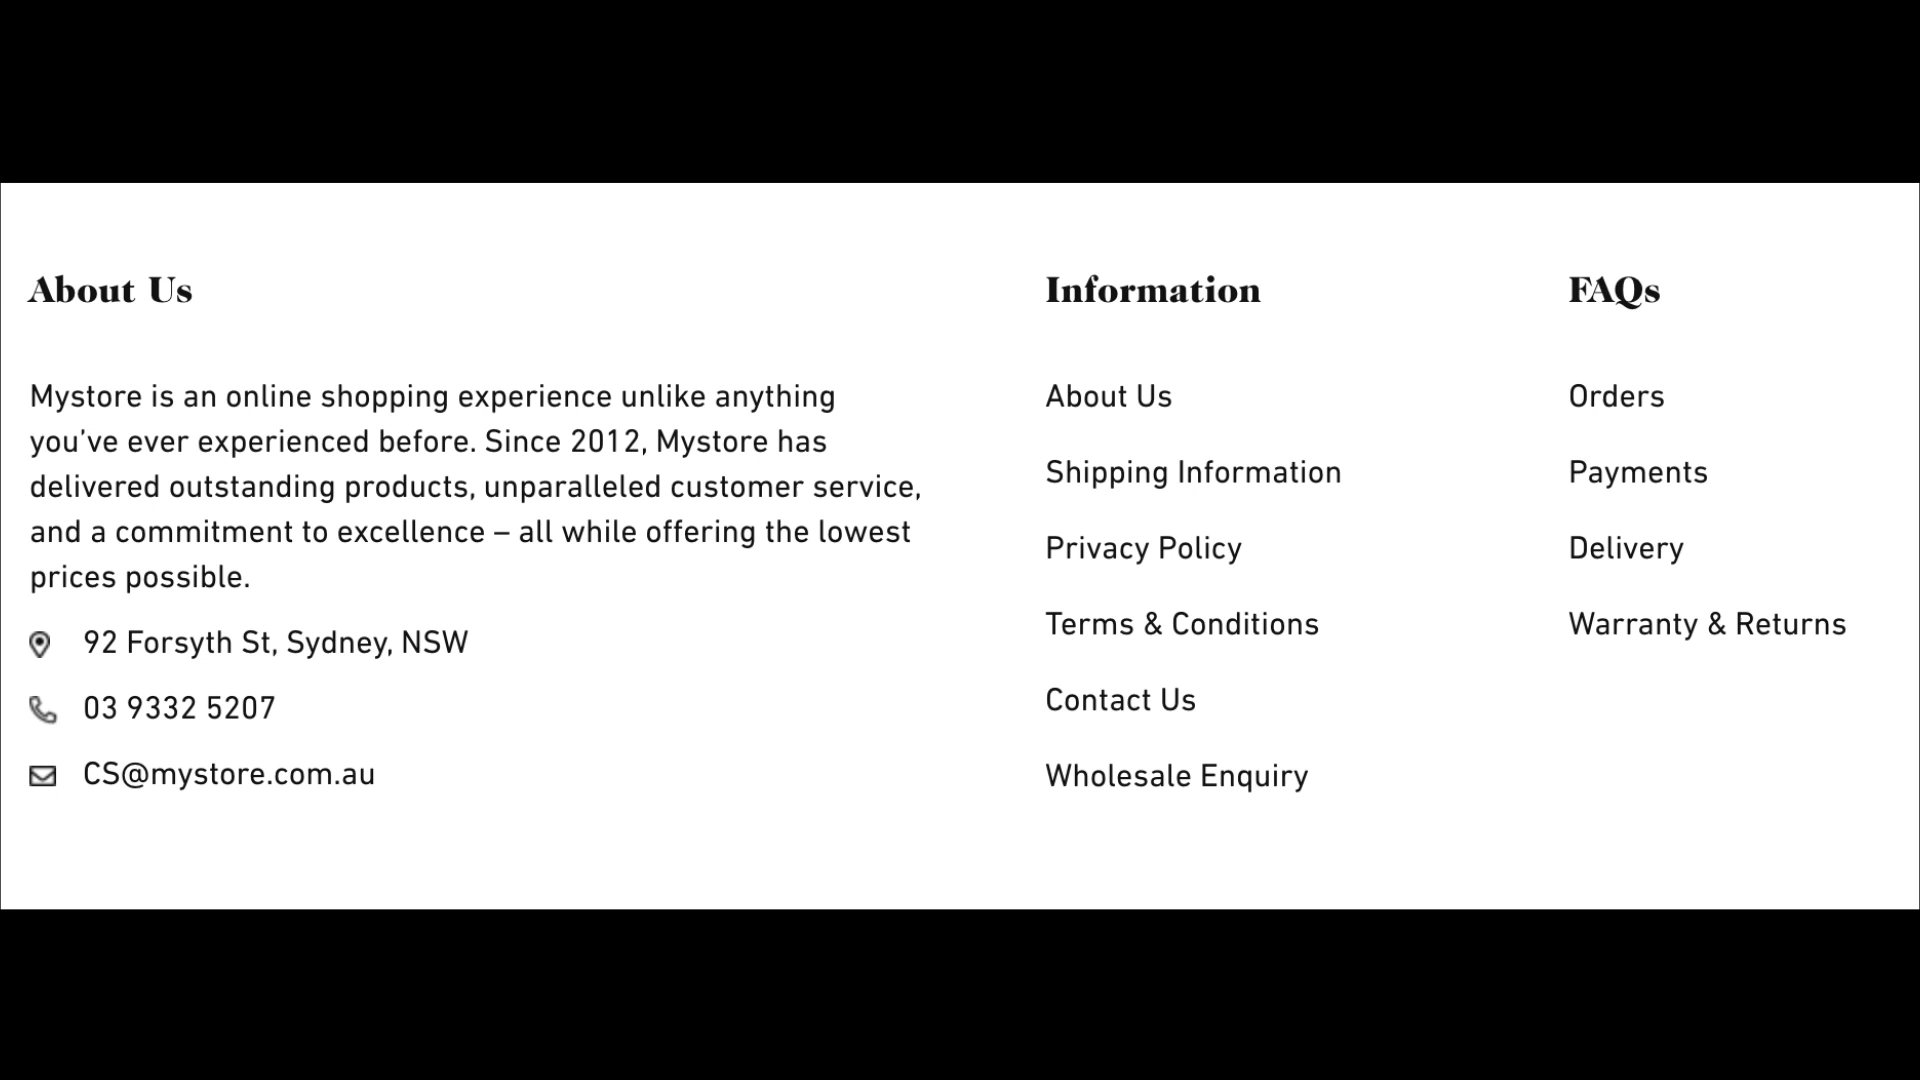 About Us
Mystore is an online shopping experience unlike anything
you’ve ever experienced before. Since 2012, Mystore has
delivered outstanding products, unparalleled customer service,
and a commitment to excellence – all while offering the lowest
prices possible.
92 Forsyth St, Sydney, NSW
03 9332 5207
CS@mystore.com.au
Information
About Us
Shipping Information
Privacy Policy
Terms & Conditions
Contact Us
Wholesale Enquiry
FAQs
Orders
Payments
Delivery
Warranty & Returns